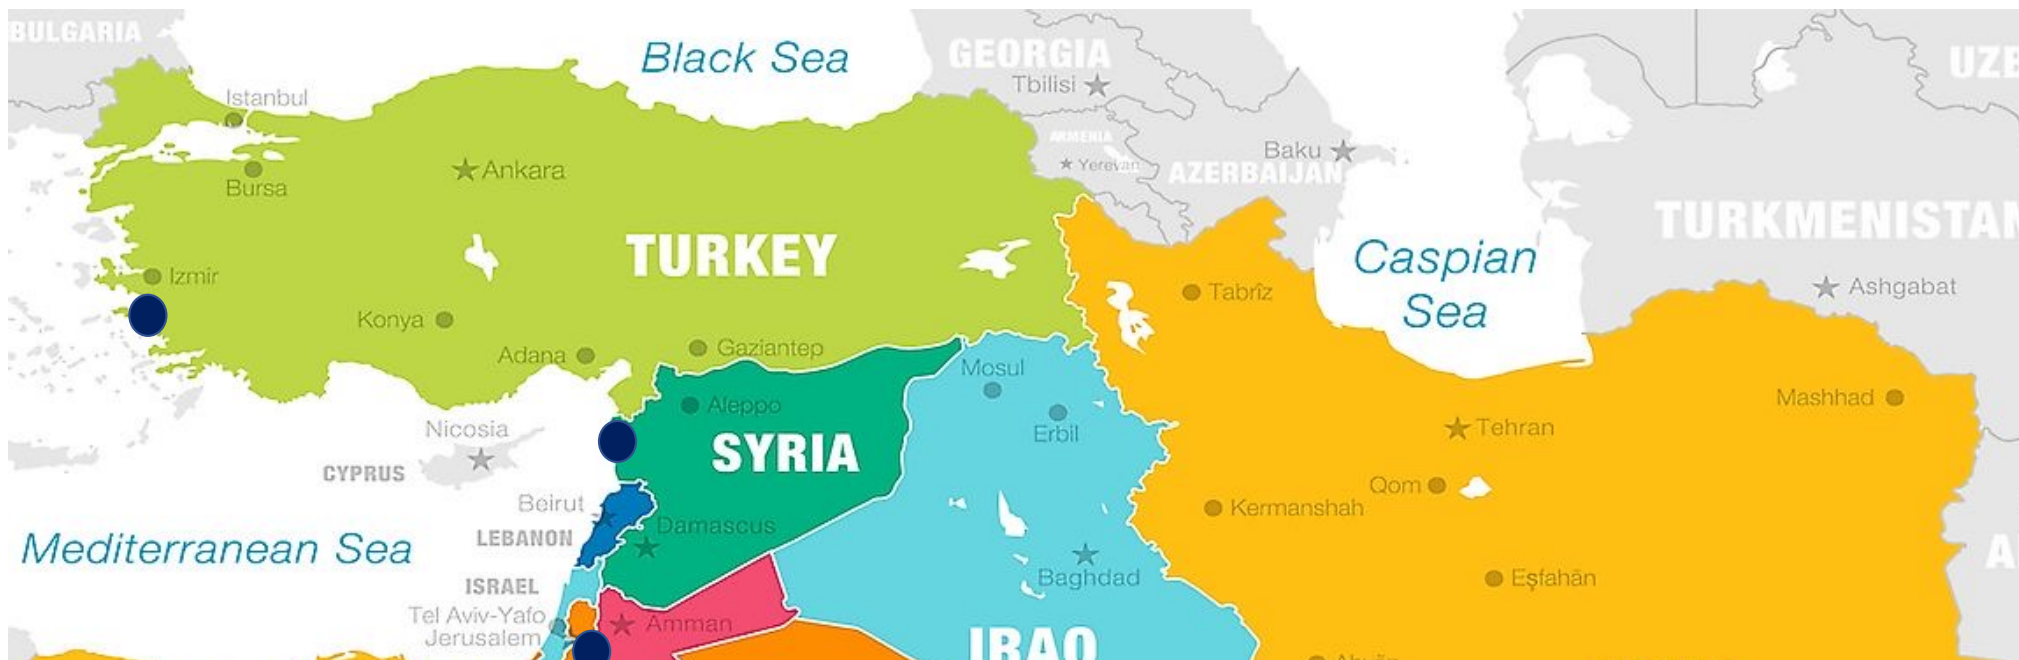 BULGARIA
Black Sea
GEORGIA
Tbilisi
UZB
Istanbul
ARMENIA
Yerevan
Baku
AZERBAIJAN
Bursa
Ankara
TURKMENISTAN
TURKEY
Caspian
Sea
Izmir
Tabrîz
Ashgabat
Konya
Adana
Gaziantep
Mosul
Aleppo
Mashhad
Nicosia
Erbil
Tehran
SYRIA
CYPRUS
Qom
Beirut
Kermanshah
Damascus
LEBANON
Mediterranean Sea
Baghdad
Eşfahān
A
ISRAEL
Tel Aviv-Yafo
Jerusalem
Amman
IRAQ